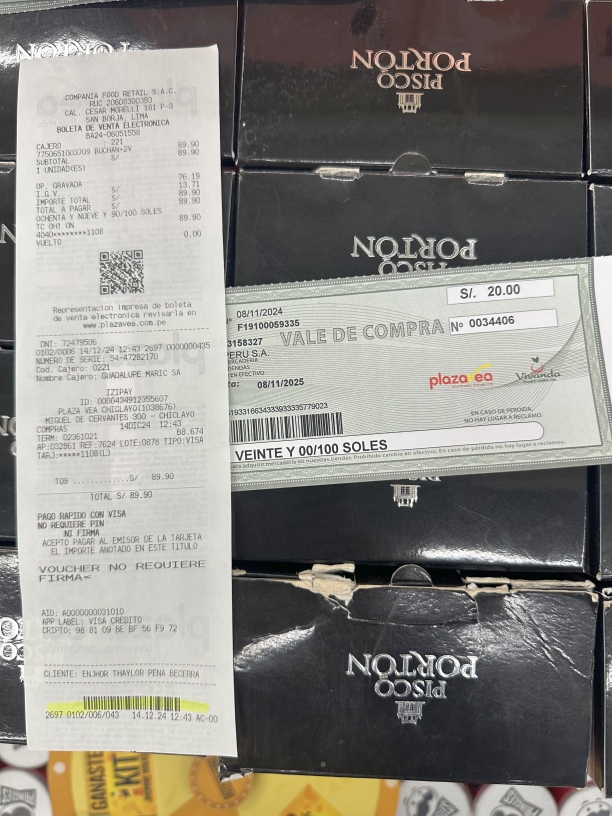 COMPANIA FOOD RETAIL S.A.C.
RUC 20608300393
CAL. CESAR MORELLI 181 P-3
SAN BORJA, LIMA
BOLETA DE VENTA ELECTRONICA
BA24-06051558
CAJERO : 221
7750651003709 BUCHAN+2V 89.90
SUBTOTAL S/ 89.90
1 UNIDAD(ES)
OP. GRAVADA 76.19
I.G.V. S/ 13.71
IMPORTE TOTAL S/ 89.90
TOTAL A PAGAR S/ 89.90
OCHENTA Y NUEVE Y 90/100 SOLES
TC OH! ON 89.90
4040********1108
VUELTO 0.00
Representacion impresa de boleta
de venta electronica revisarla en
www.plazavea.com.pe
DNI: 72479506
0102/0006 14/12/24 12:43 2697 0000000435
NUMERO DE SERIE: 54-47282170
Cod. Cajero: 0221
Nombre Cajero: GUADALUPE MARIC SA
IZIPAY
ID: 0000434912355607
PLAZA VEA CHICLAYO(1038676)
MIGUEL DE CERVANTES 300 - CHICLAYO
COMPRAS 14DIC24 12:43
TERM: 02361021 B8.674
AP:032861 REF:7624 LOTE:0878 TIPO:VISA
TARJ:*****1108(L)
TO9 ..............S/ 89.90
TOTAL S/ 89.90
PAGO RAPIDO CON VISA
NO REQUIERE PIN
NI FIRMA
ACEPTO PAGAR AL EMISOR DE LA TARJETA
EL IMPORTE ANOTADO EN ESTE TITULO
VOUCHER NO REQUIERE
FIRMA<
AID: A0000000031010
APP LABEL: VISA CREDITO
CRIPTO: 98 81 09 BE BF 56 F9 72
CLIENTE: ENJHOR THAYLOR PENA BECERRA
2697 0102/006/043 14.12.24 12:43 AC-00
08/11/2024
F19100059335
3158327
PERU S.A.
VALE DE COMPRA
S/. 20.00
Nº 0034406
08/11/2025
plazavea
Vivanda
EN CASO DE PERDIDA,
NO HAY LUGAR A RECLAMO
VEINTE Y 00/100 SOLES
PISCO
PORTÓN
PISCO
PORTÓN
PISCO
PORTÓN
GANASTE
KIT